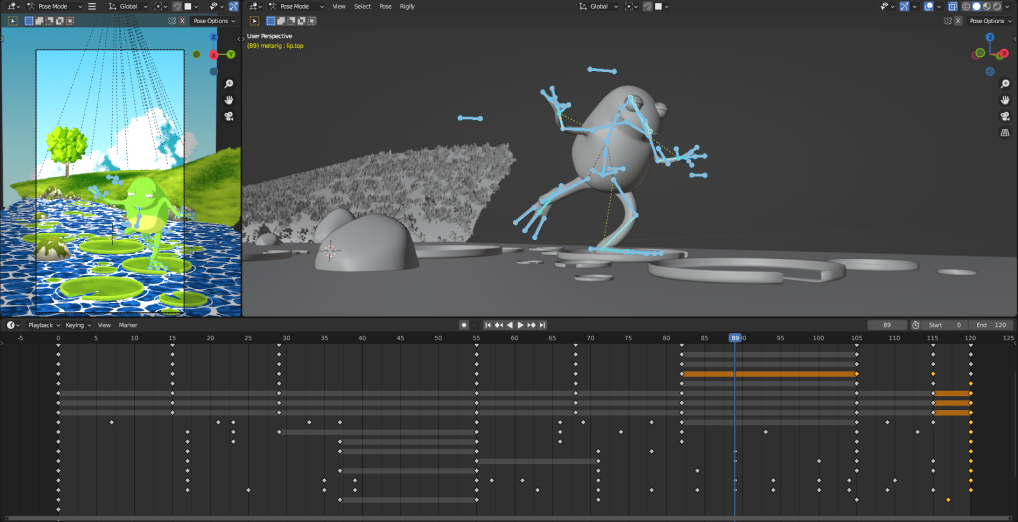 Pose Mode Global
Pose Mode View Select Pose Rigify Global
X Pose Options
X Pose Options
Z
Y
X
User Perspective
(89) metarig : lip.top
Z
Playback Keying View Marker 89 Start 0 End 120
-5 0 5 10 15 20 25 30 35 40 45 50 55 60 65 70 75 80 85 89 95 100 105 110 115 120 125